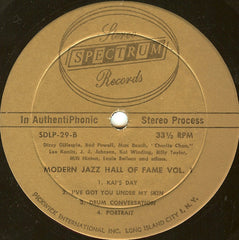 Stereo
SPECTRUM
Records
In AuthentiPhonic Stereo Process
SDLP-29-B 33⅓ RPM
Dizzy Gillespie, Bud Powell, Max Roach, "Charlie Chan,"
Lee Konitz, J. J. Johnson, Kai Winding, Billy Taylor,
Milt Hinton, Louie Bellson and others
MODERN JAZZ HALL OF FAME VOL. 1
1. KAI'S DAY
2. I'VE GOT YOU UNDER MY SKIN
3. DRUM CONVERSATION
4. PORTRAIT
PICKWICK INTERNATIONAL INC. LONG ISLAND CITY 1, N.Y.